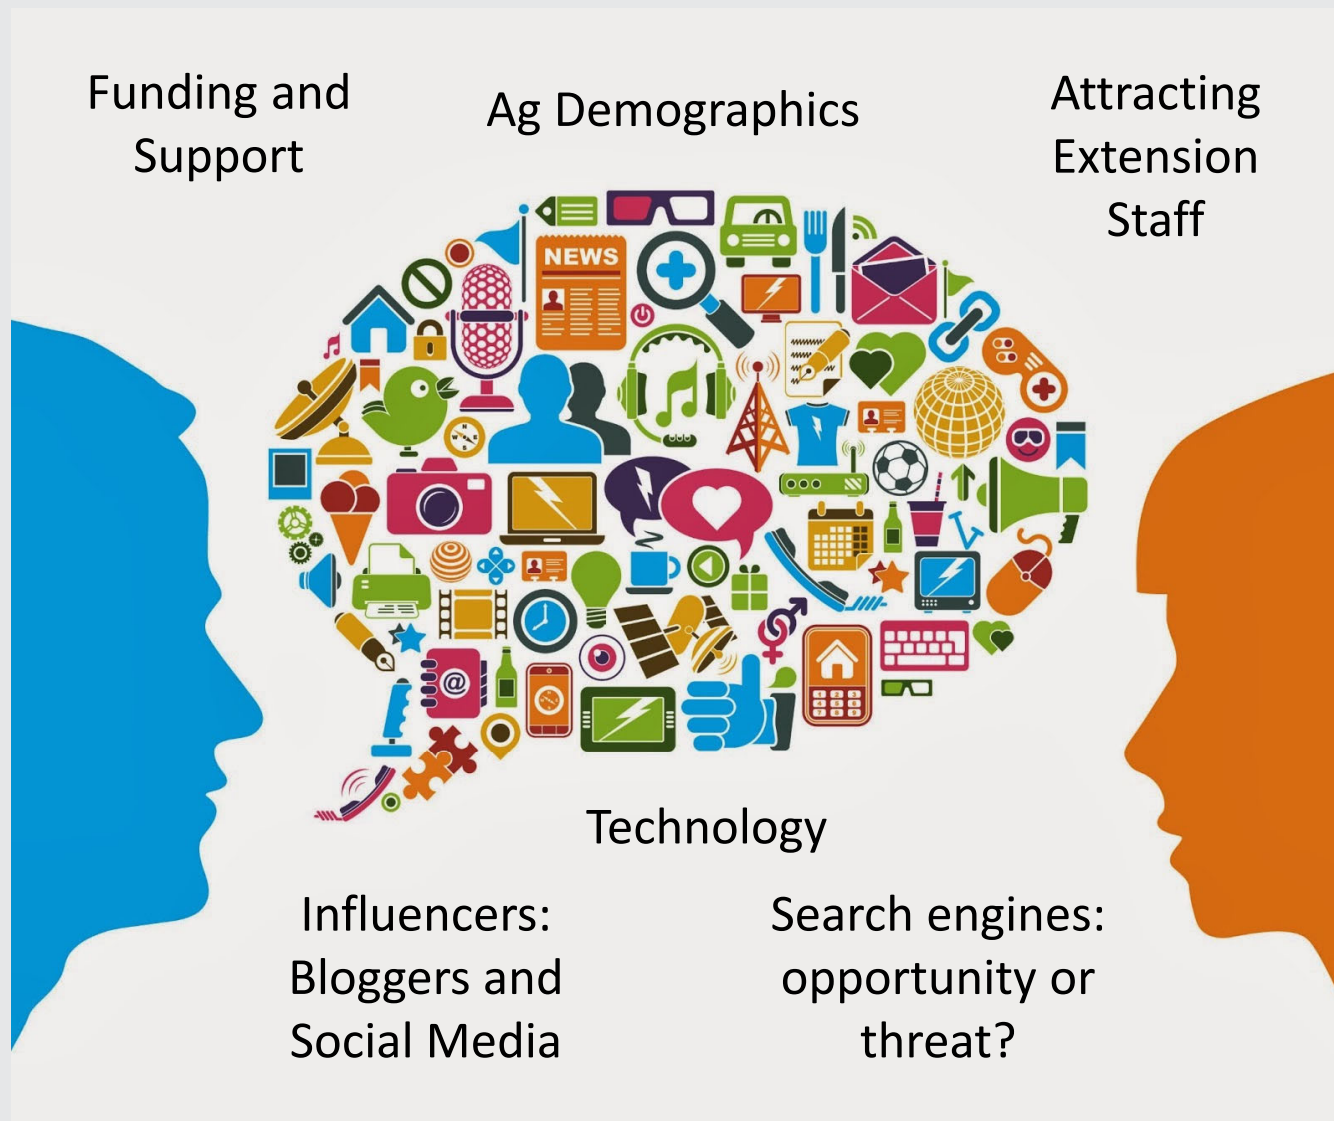 Funding and
Support
Ag Demographics
Attracting
Extension
Staff
NEWS
@
Technology
Influencers:
Bloggers and
Social Media
Search engines:
opportunity or
threat?